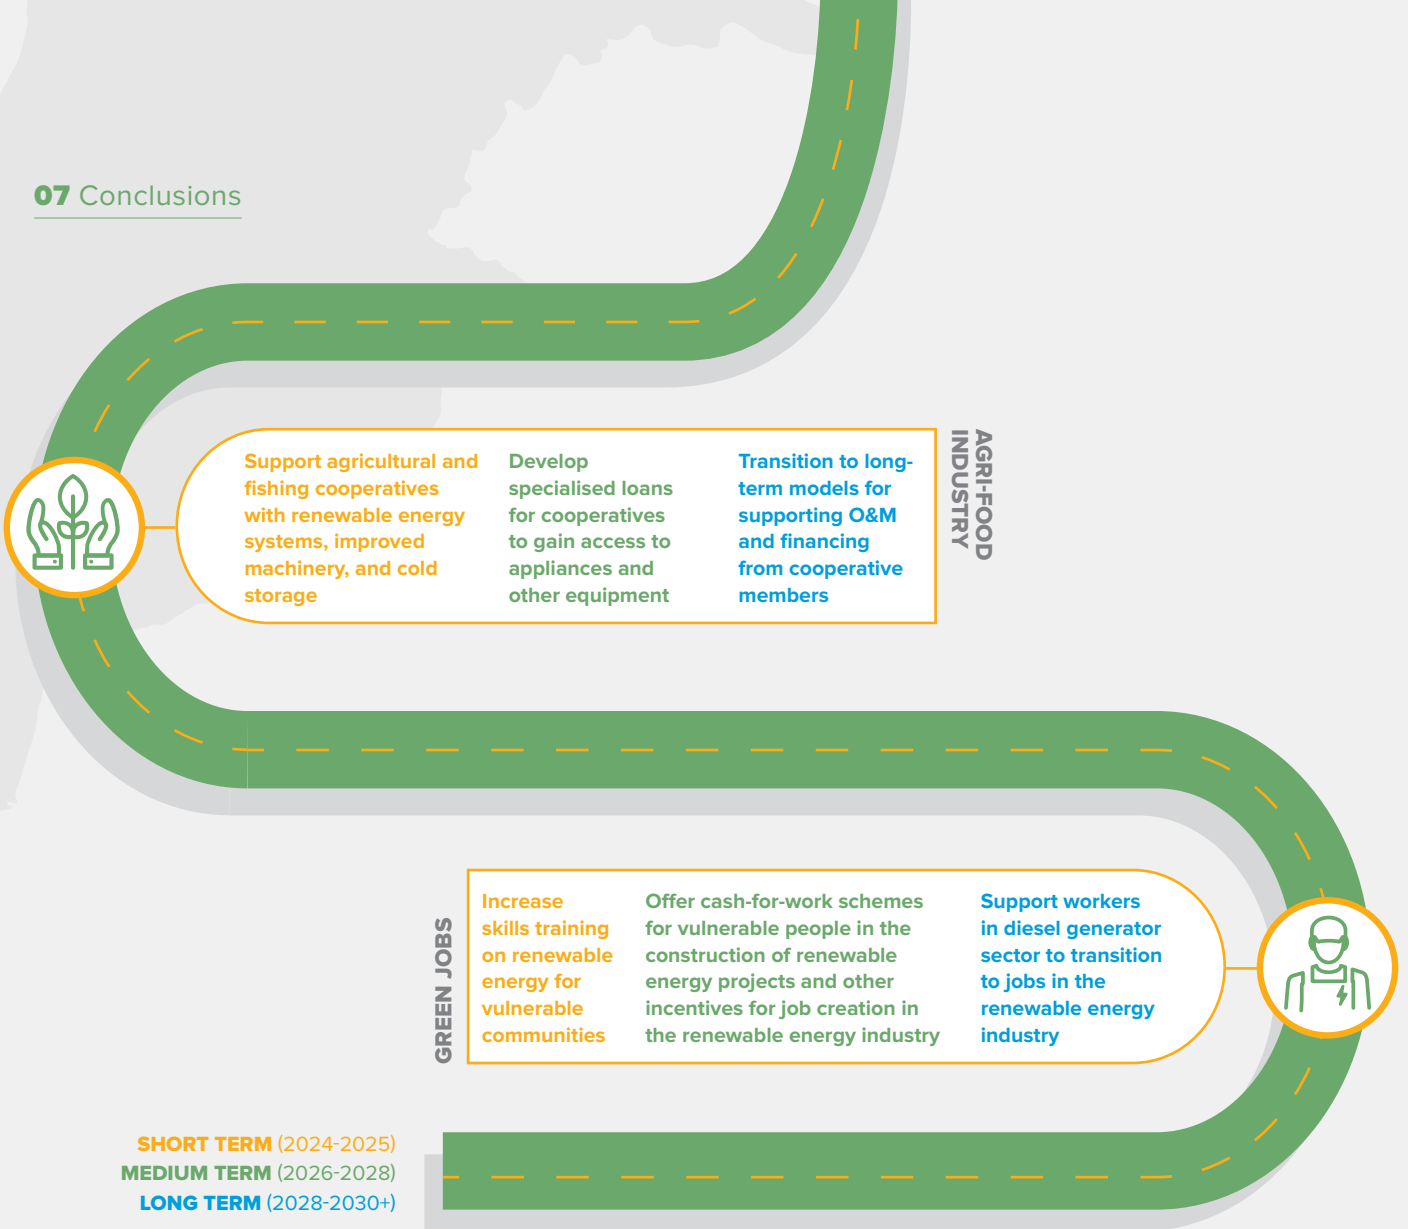 07 Conclusions
Support agricultural and
fishing cooperatives
with renewable energy
systems, improved
machinery, and cold
storage
Develop
specialised loans
for cooperatives
to gain access to
appliances and
other equipment
Transition to long-
term models for
supporting O&M
and financing
from cooperative
members
AGRI-FOOD
INDUSTRY
GREEN JOBS
Increase
skills training
on renewable
energy for
vulnerable
communities
Offer cash-for-work schemes
for vulnerable people in the
construction of renewable
energy projects and other
incentives for job creation in
the renewable energy industry
Support workers
in diesel generator
sector to transition
to jobs in the
renewable energy
industry
SHORT TERM (2024-2025)
MEDIUM TERM (2026-2028)
LONG TERM (2028-2030+)